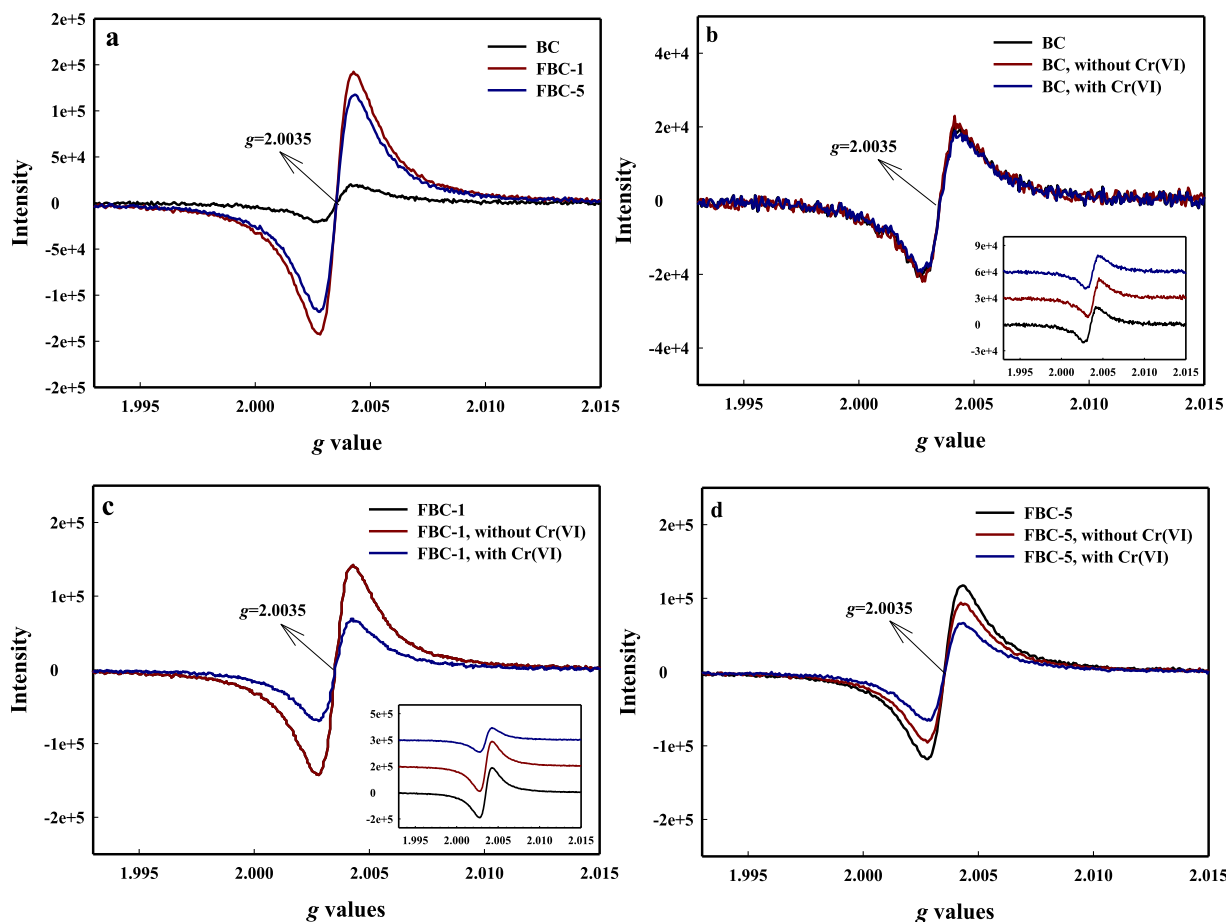 a
BC
FBC-1
FBC-5
g=2.0035
2e+5
2e+5
1e+5
5e+4
0
-5e+4
-1e+5
-2e+5
-2e+5
Intensity
1.995 2.000 2.005 2.010 2.015
g value
b
BC
BC, without Cr(VI)
BC, with Cr(VI)
g=2.0035
4e+4
2e+4
0
-2e+4
-4e+4
Intensity
9e+4
6e+4
3e+4
0
-3e+4
1.995 2.000 2.005 2.010 2.015
1.995 2.000 2.005 2.010 2.015
g value
c
FBC-1
FBC-1, without Cr(VI)
FBC-1, with Cr(VI)
g=2.0035
2e+5
1e+5
0
-1e+5
-2e+5
Intensity
5e+5
3e+5
2e+5
0
-2e+5
1.995 2.000 2.005 2.010 2.015
1.995 2.000 2.005 2.010 2.015
g values
d
FBC-5
FBC-5, without Cr(VI)
FBC-5, with Cr(VI)
g=2.0035
2e+5
1e+5
0
-1e+5
-2e+5
Intensity
1.995 2.000 2.005 2.010 2.015
g values